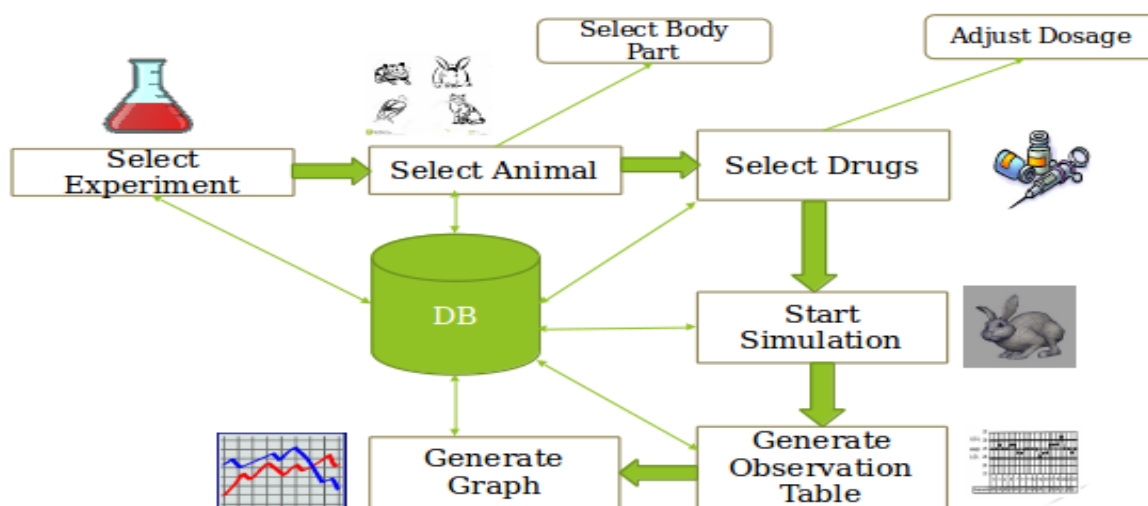 Select Body
Part
Adjust Dosage
Select
Experiment
Select Animal
Select Drugs
DB
Start
Simulation
Generate
Graph
Generate
Observation
Table